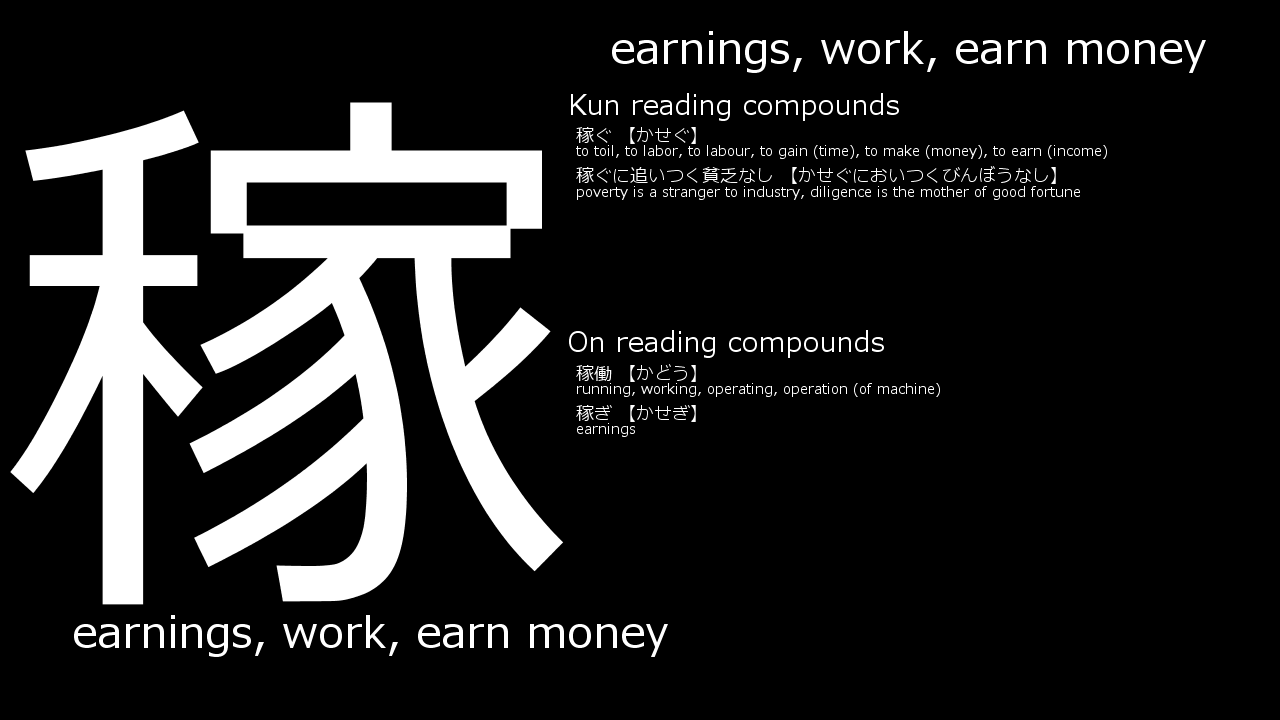 稼
earnings, work, earn money
earnings, work, earn money
Kun reading compounds
稼ぐ 【かせぐ】
to toil, to labor, to labour, to gain (time), to make (money), to earn (income)
稼ぐに追いつく貧乏なし 【かせぐにおいつくびんぼうなし】
poverty is a stranger to industry, diligence is the mother of good fortune
On reading compounds
稼働 【かどう】
running, working, operating, operation (of machine)
稼ぎ 【かせぎ】
earnings